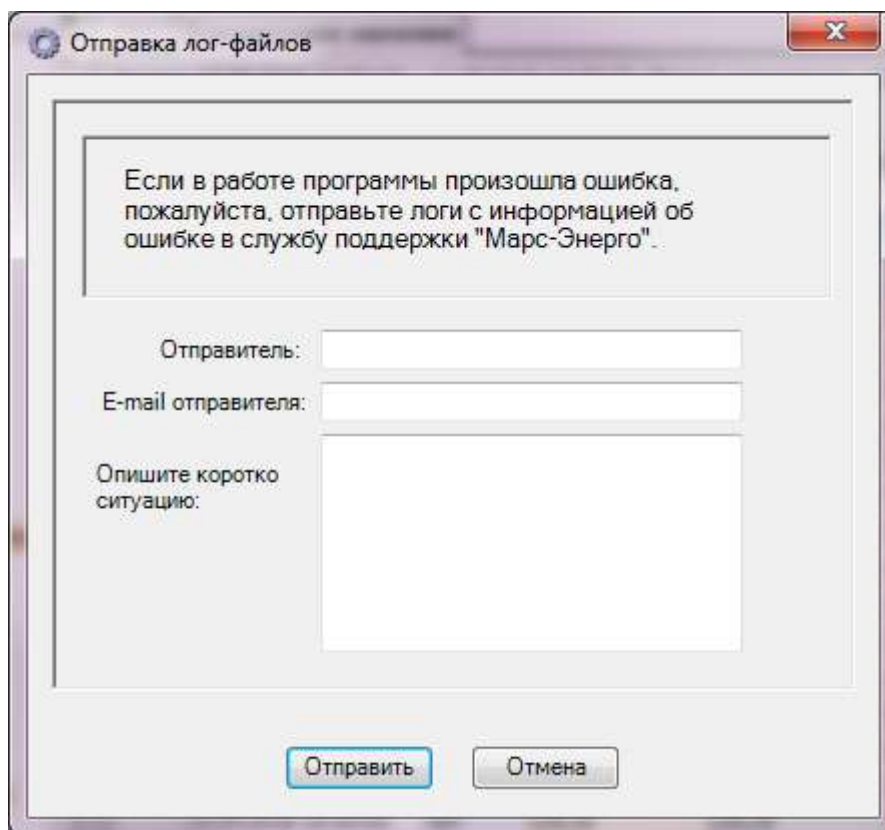 Отправка лог-файлов
Если в работе программы произошла ошибка,
пожалуйста, отправьте логи с информацией об
ошибке в службу поддержки "Марс-Энерго".
Отправитель:
E-mail отправителя:
Опишите коротко
ситуацию:
Отправить
Отмена